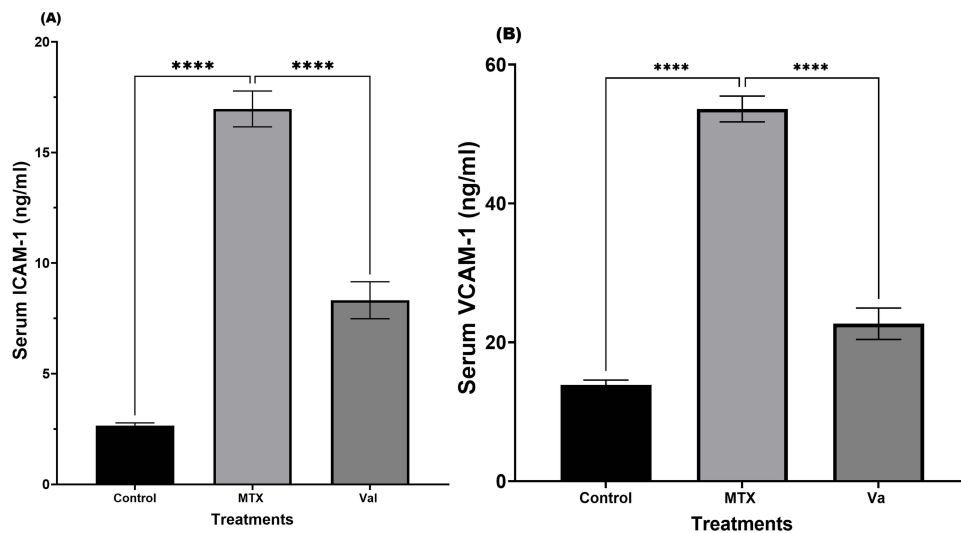 (A)
Serum ICAM-1 (ng/ml)
20
15
10
5
0
**** ****
Control MTX Val
Treatments
(B)
Serum VCAM-1 (ng/ml)
60
40
20
0
**** ****
Control MTX Va
Treatments